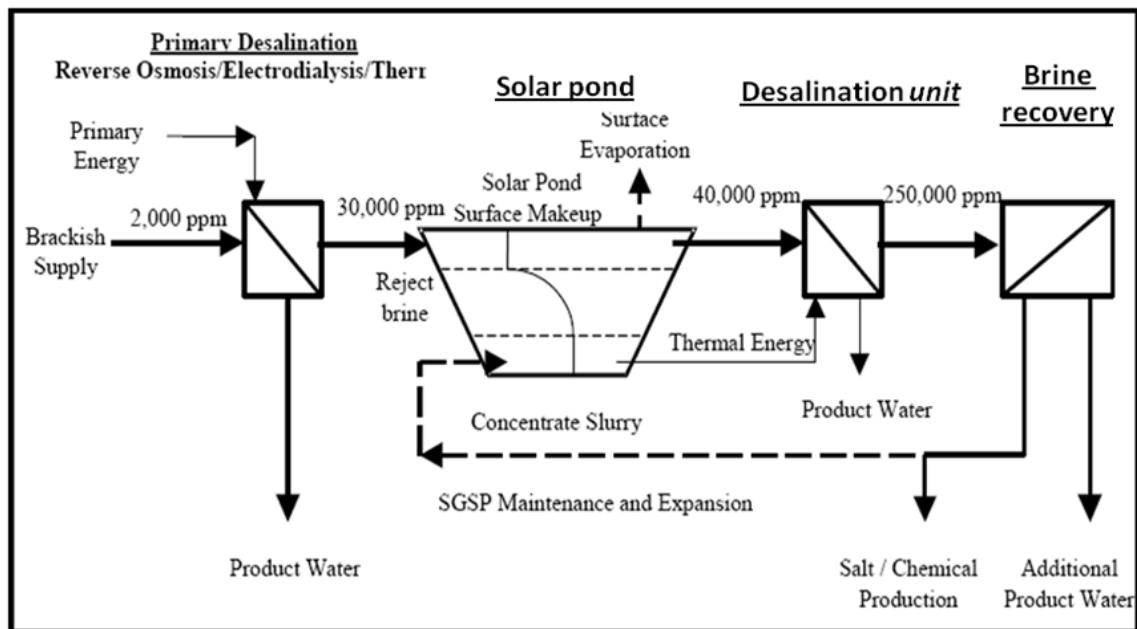 Primary Desalination
Reverse Osmosis/Electrodialysis/Therr
Solar pond
Desalination unit
Brine
recovery
Primary
Energy
Surface
Evaporation
Solar Pond
Surface Makeup
2,000 ppm
30,000 ppm
40,000 ppm
250,000 ppm
Brackish
Supply
Reject
brine
Thermal Energy
Product Water
Concentrate Slurry
SGSP Maintenance and Expansion
Product Water
Salt / Chemical
Production
Additional
Product Water